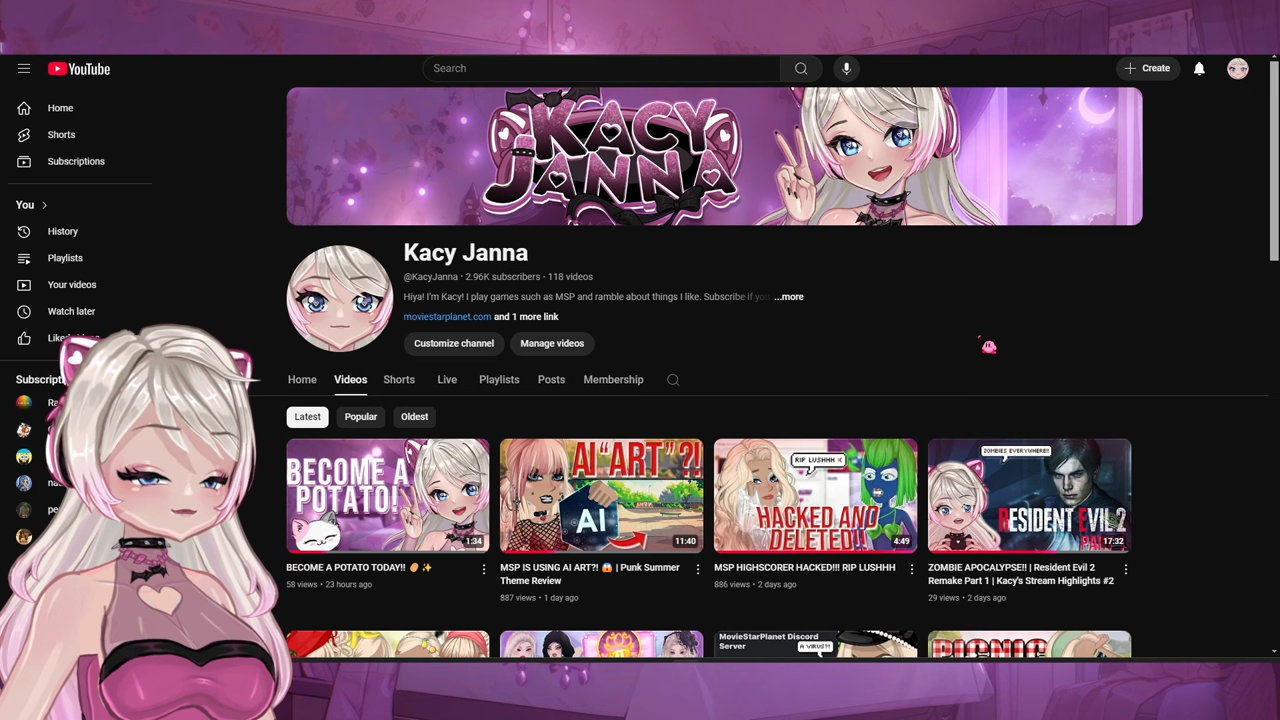 YouTube
Search
Create
Home
Shorts
Subscriptions
You
History
Playlists
Your videos
Watch later
KACY
JANNA
Kacy Janna
@KacyJanna · 2.96K subscribers · 118 videos
Hiya! I'm Kacy! I play games such as MSP and ramble about things I like. Subscribe if you ...more
moviestarplanet.com and 1 more link
Customize channel
Manage videos
Home
Videos
Shorts
Live
Playlists
Posts
Membership
Latest
Popular
Oldest
BECOME A
POTATO!
1:34
AI "ART"?!
AI
11:40
RIP LUSHHH :(
HACKED AND
DELETED!!
4:49
ZOMBIES EVERYWHERE!!
RESIDENT EVIL 2
17:32
BECOME A POTATO TODAY!! 🥔 ✨
58 views · 23 hours ago
MSP IS USING AI ART?! 😱 | Punk Summer
Theme Review
887 views · 1 day ago
MSP HIGHSCORER HACKED!!! RIP LUSHHH
886 views · 2 days ago
ZOMBIE APOCALYPSE!! | Resident Evil 2
Remake Part 1 | Kacy's Stream Highlights #2
29 views · 2 days ago
MovieStarPlanet Discord
Server
A VIRUS?!
PICNIC